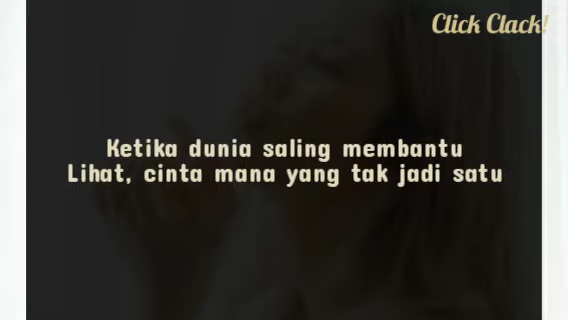 Click Clack!
Ketika dunia saling membantu
Lihat, cinta mana yang tak jadi satu